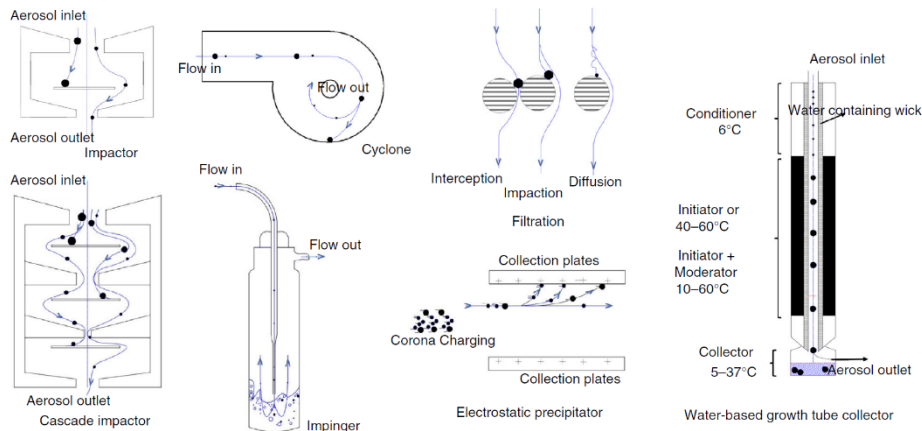 Aerosol inlet
Aerosol outlet
Impactor
Flow in
Flow out
Cyclone
Interception
Impaction
Diffusion
Filtration
Aerosol inlet
Aerosol outlet
Cascade impactor
Flow in
Flow out
Impinger
Collection plates
+ + + + + +
Corona Charging
+ + + + + +
Collection plates
Electrostatic precipitator
Aerosol inlet
Conditioner
6°C
Water containing wick
Initiator or
40–60°C
Initiator +
Moderator
10–60°C
Collector
5–37°C
Aerosol outlet
Water-based growth tube collector